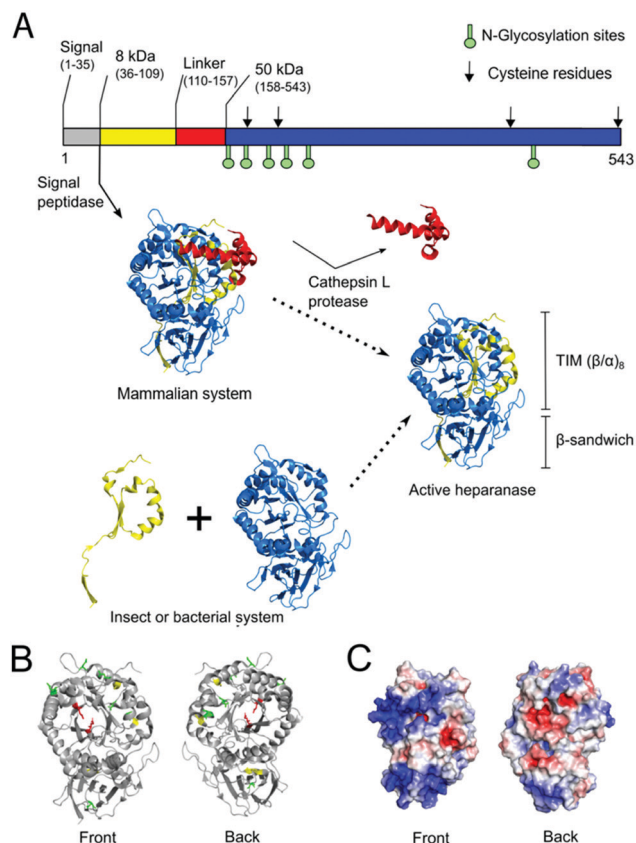 A
Signal
(1-35)
8 kDa
(36-109)
Linker
(110-157)
50 kDa
(158-543)
N-Glycosylation sites
Cysteine residues
1
543
Signal
peptidase
Cathepsin L
protease
Mammalian system
TIM (β/α)₈
β-sandwich
Active heparanase
+
Insect or bacterial system
B
C
Front
Back
Front
Back